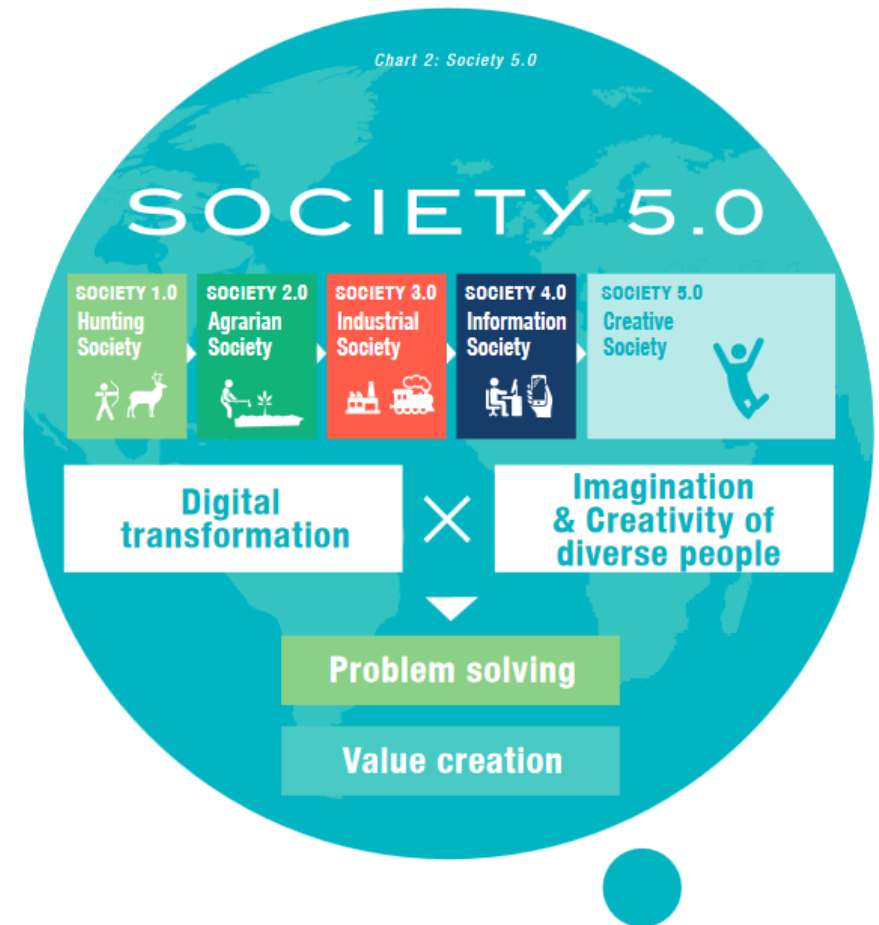 Chart 2: Society 5.0
SOCIETY 5.0
SOCIETY 1.0
Hunting
Society
SOCIETY 2.0
Agrarian
Society
SOCIETY 3.0
Industrial
Society
SOCIETY 4.0
Information
Society
SOCIETY 5.0
Creative
Society
Digital
transformation
×
Imagination
& Creativity of
diverse people
Problem solving
Value creation